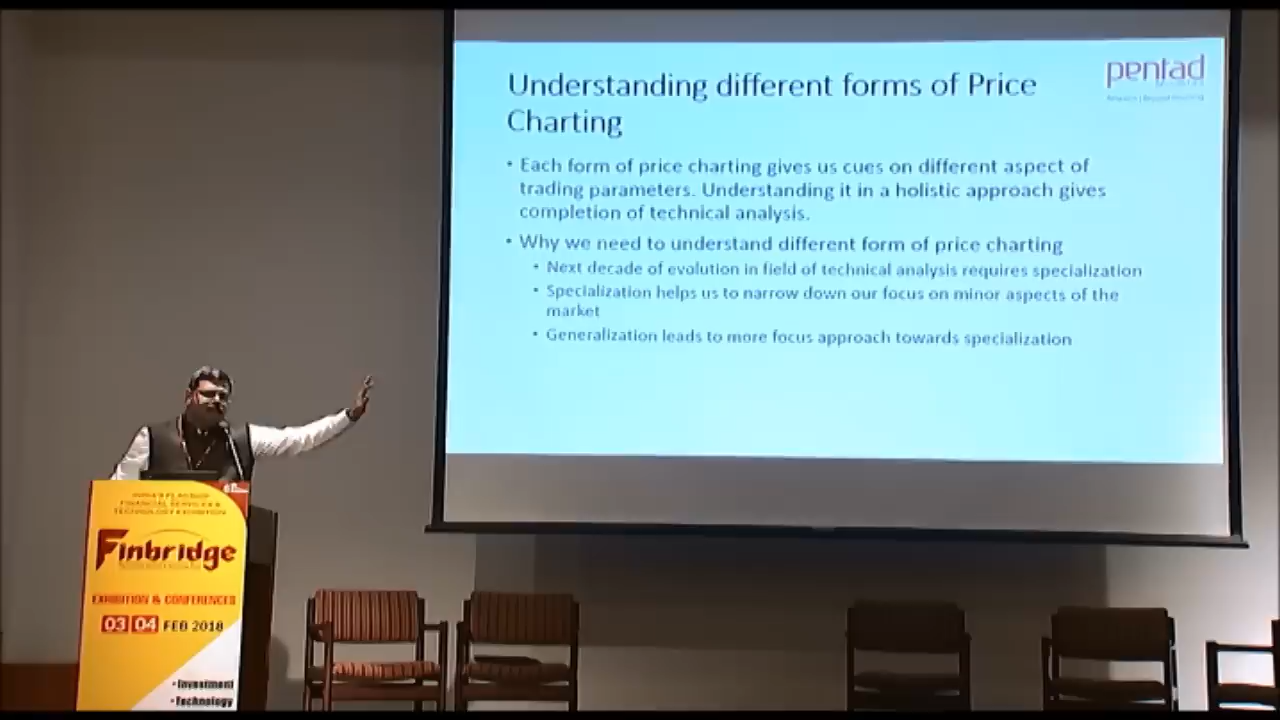 Understanding different forms of Price
Charting
pentad
• Each form of price charting gives us cues on different aspect of
trading parameters. Understanding it in a holistic approach gives
completion of technical analysis.
• Why we need to understand different form of price charting
• Next decade of evolution in field of technical analysis requires specialization
• Specialization helps us to narrow down our focus on minor aspects of the
market
• Generalization leads to more focus approach towards specialization
FINANCIAL SERVICES &
TECHNOLOGY EXHIBITION
Finbridge
EXHIBITION & CONFERENCES
03 04 FEB 2018
• Investment
• Technology